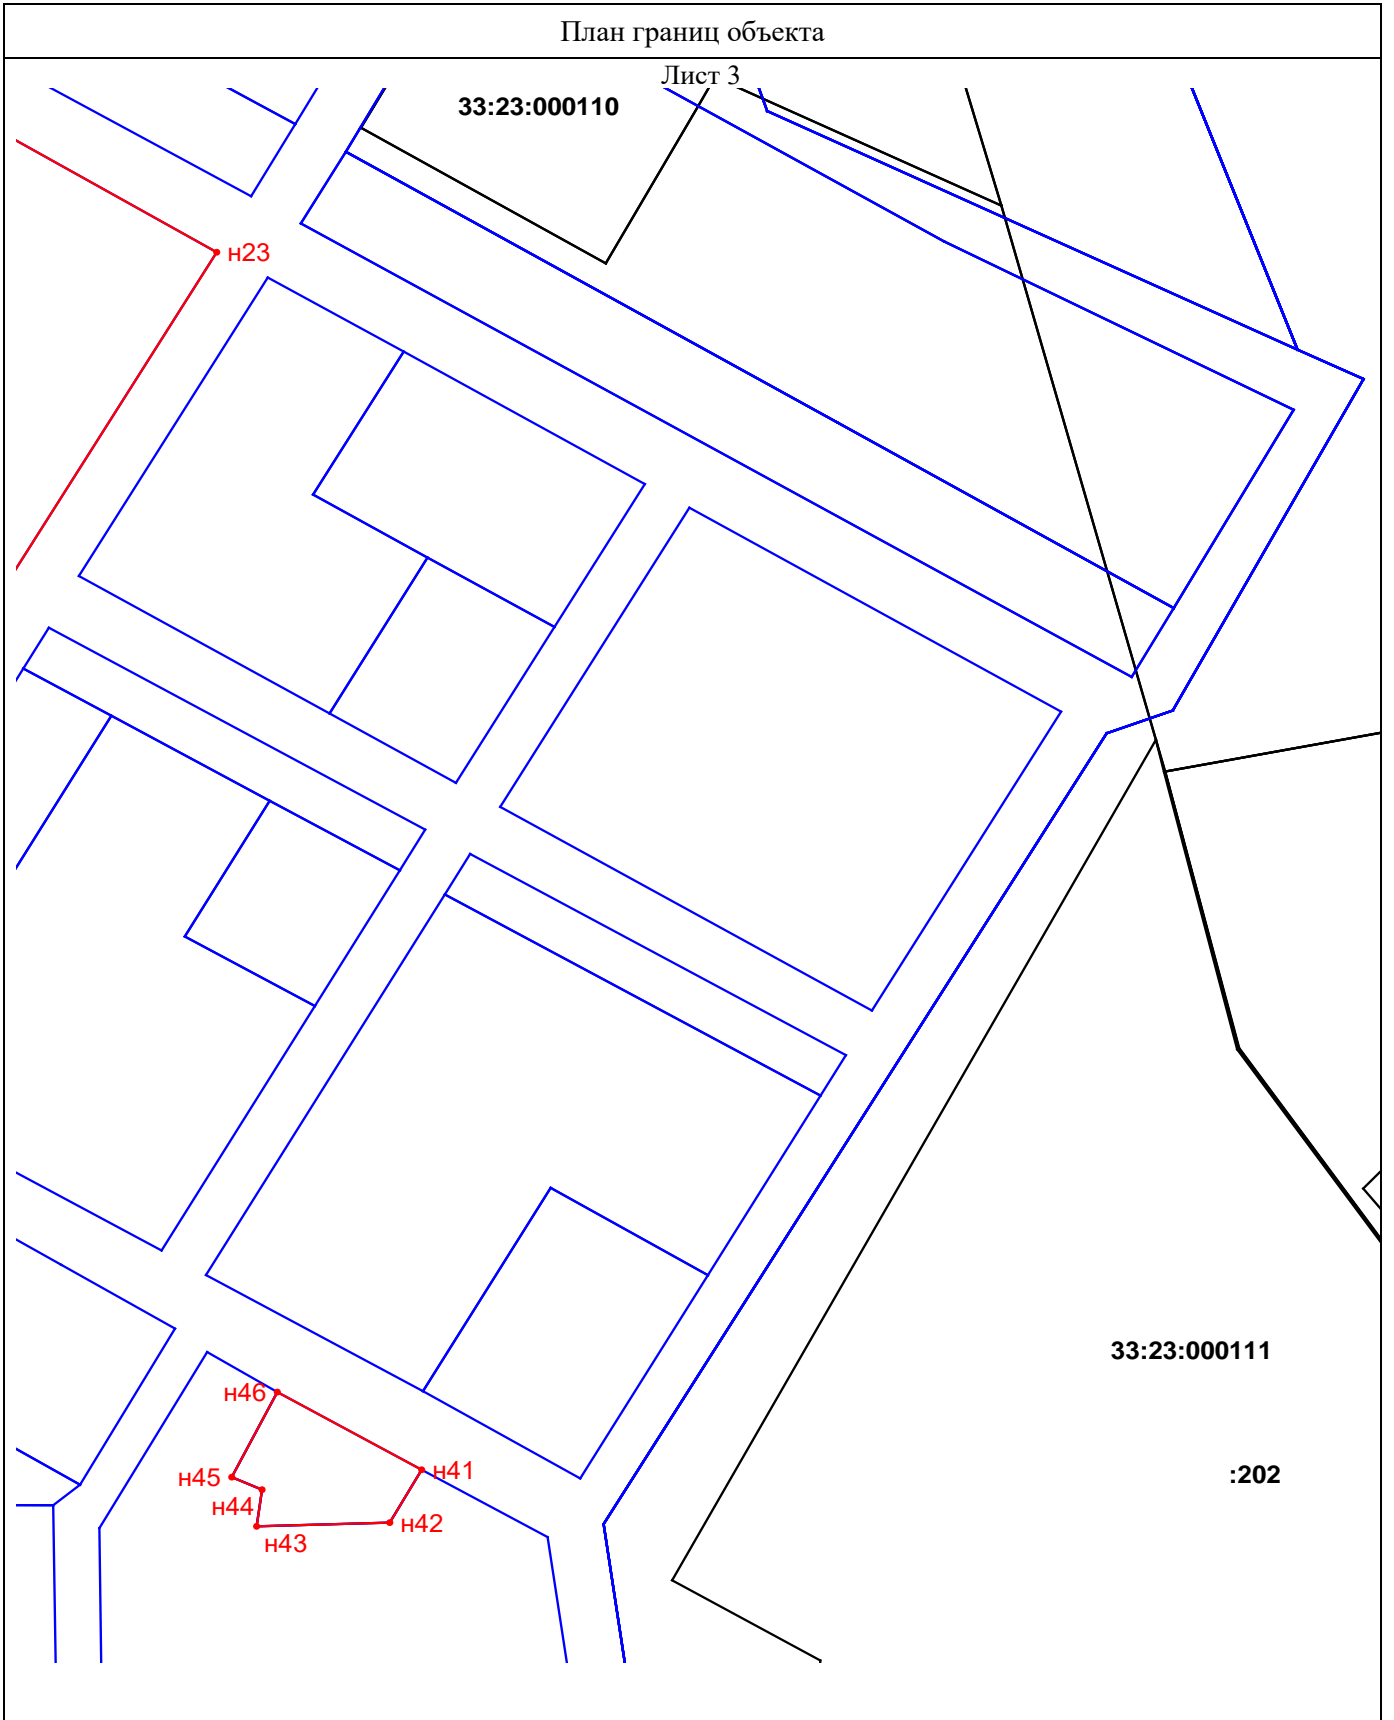 План границ объекта
Лист 3
33:23:000110
н23
33:23:000111
н46
н41
:202
н45
н44
н42
н43